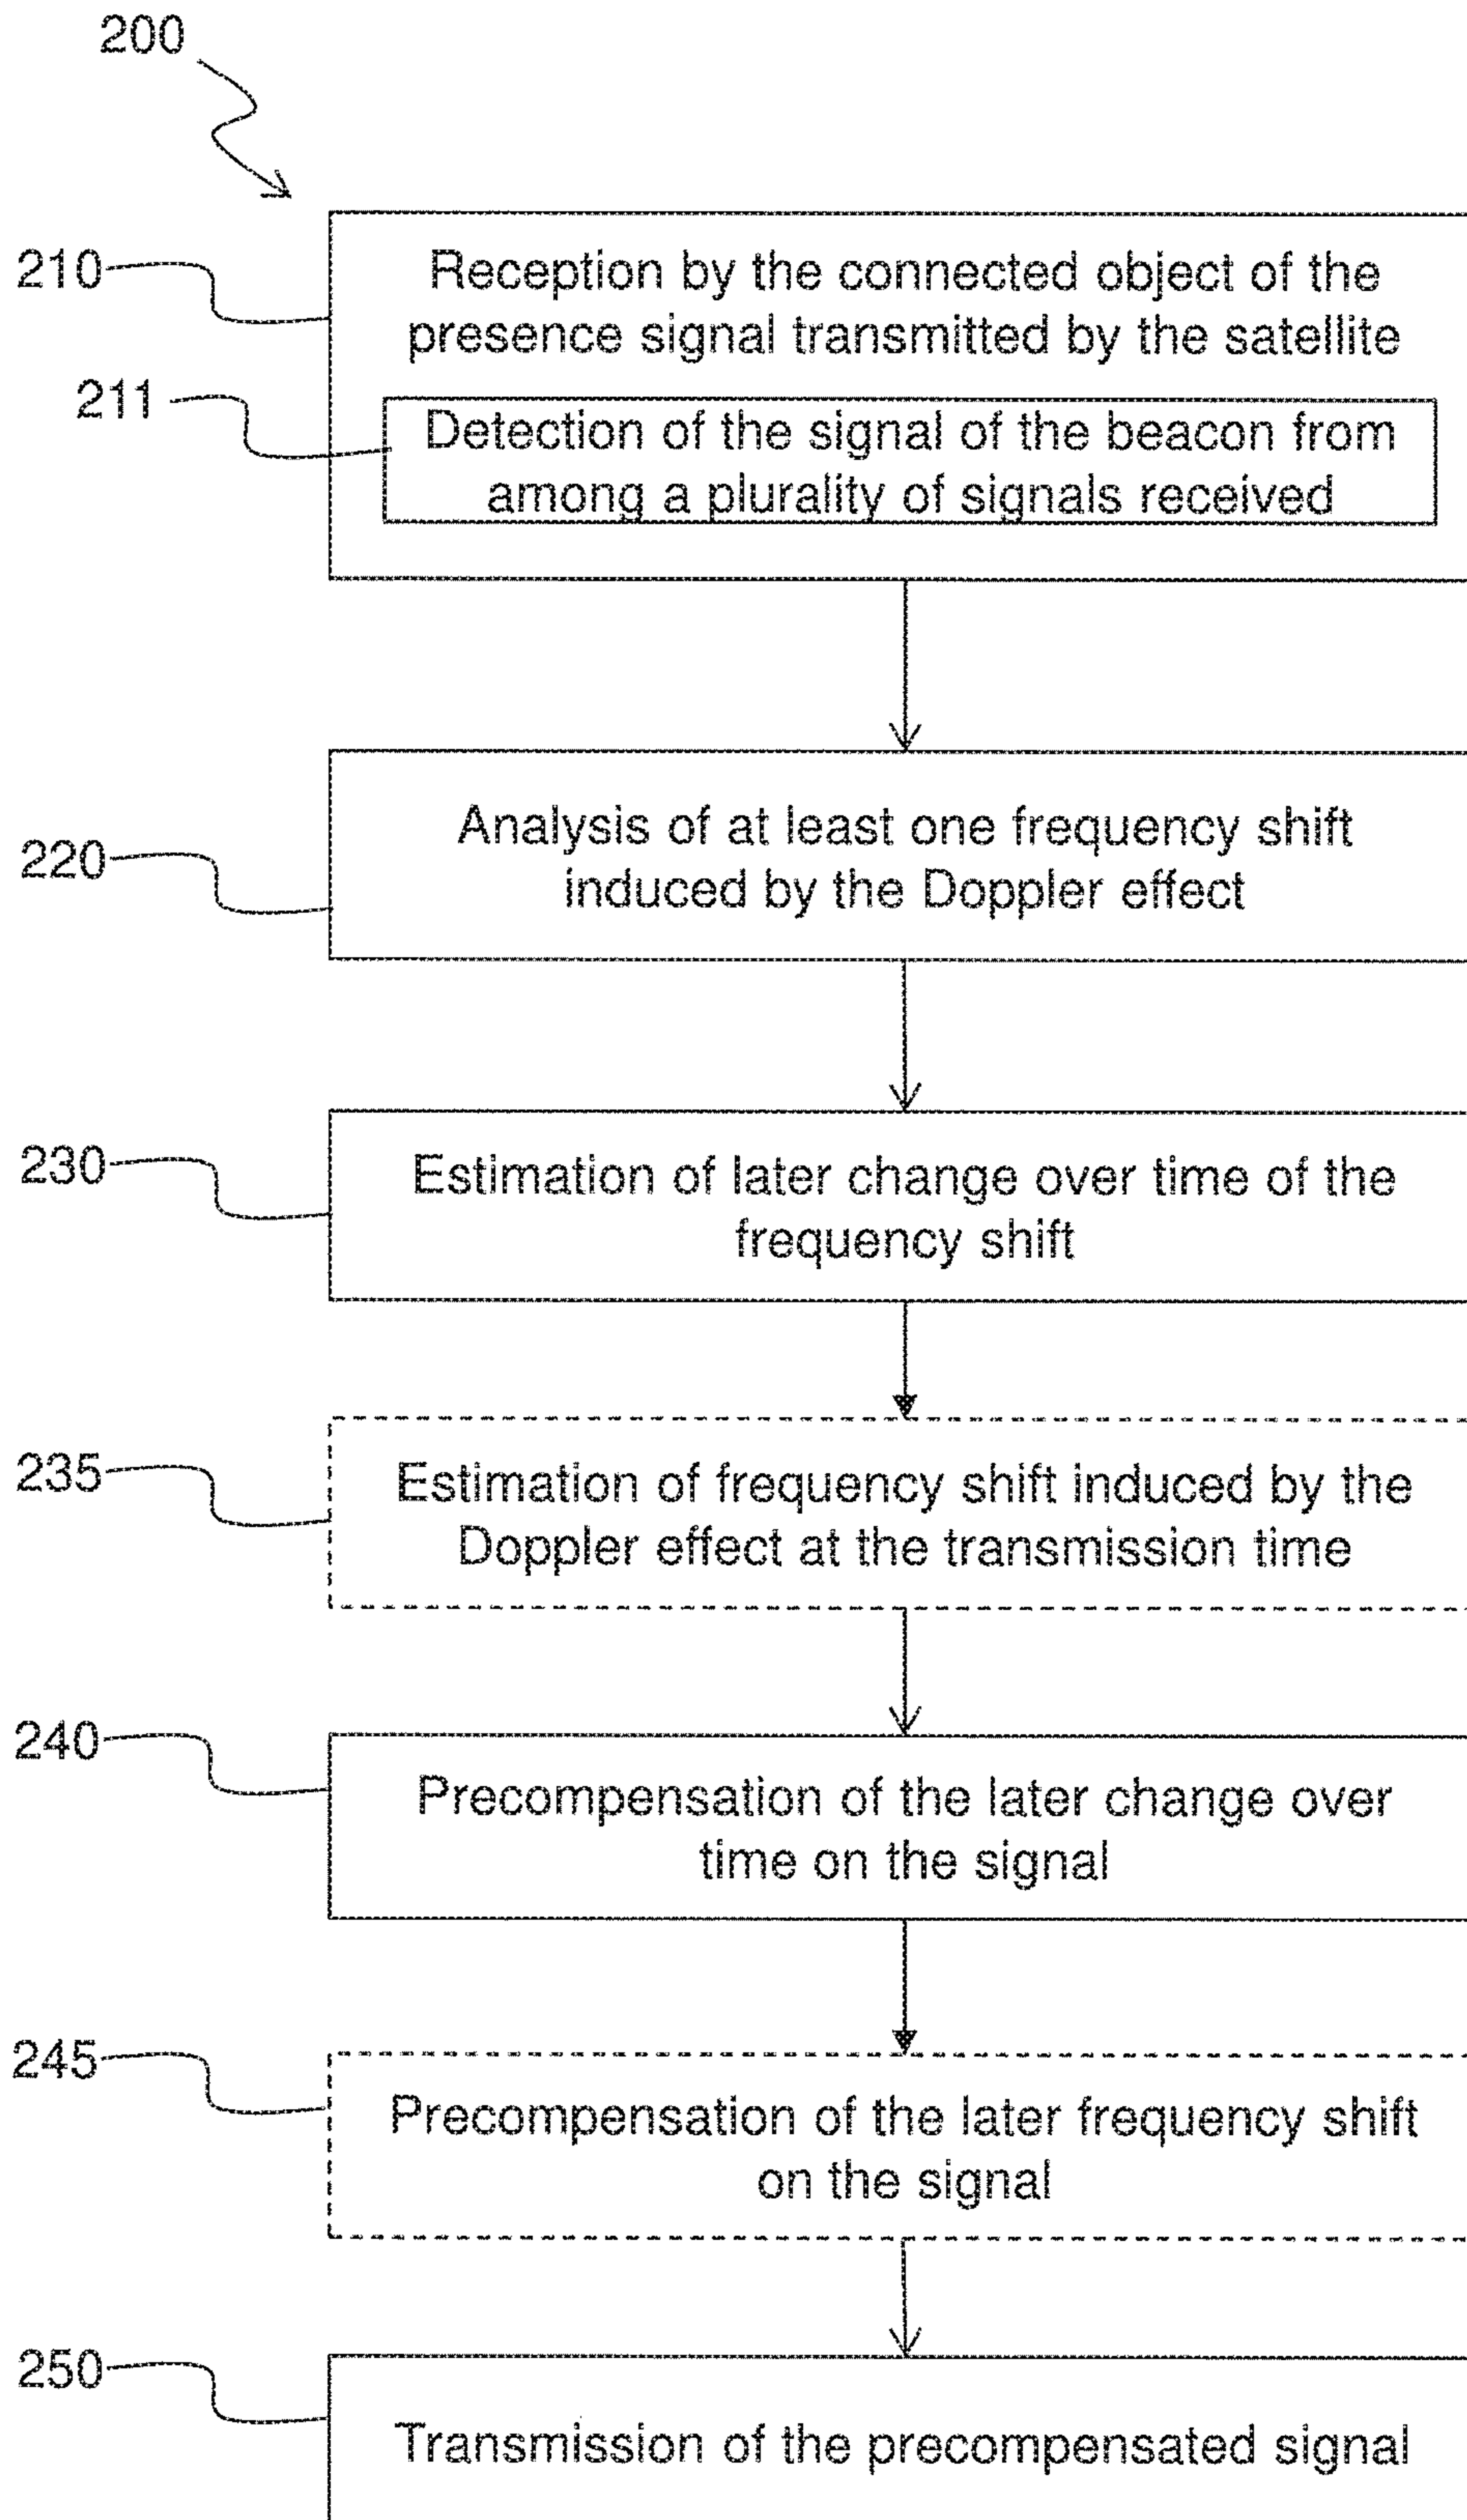 200
210
Reception by the connected object of the
presence signal transmitted by the satellite
211
Detection of the signal of the beacon from
among a plurality of signals received
220
Analysis of at least one frequency shift
induced by the Doppler effect
230
Estimation of later change over time of the
frequency shift
235
Estimation of frequency shift induced by the
Doppler effect at the transmission time
240
Precompensation of the later change over
time on the signal
245
Precompensation of the later frequency shift
on the signal
250
Transmission of the precompensated signal